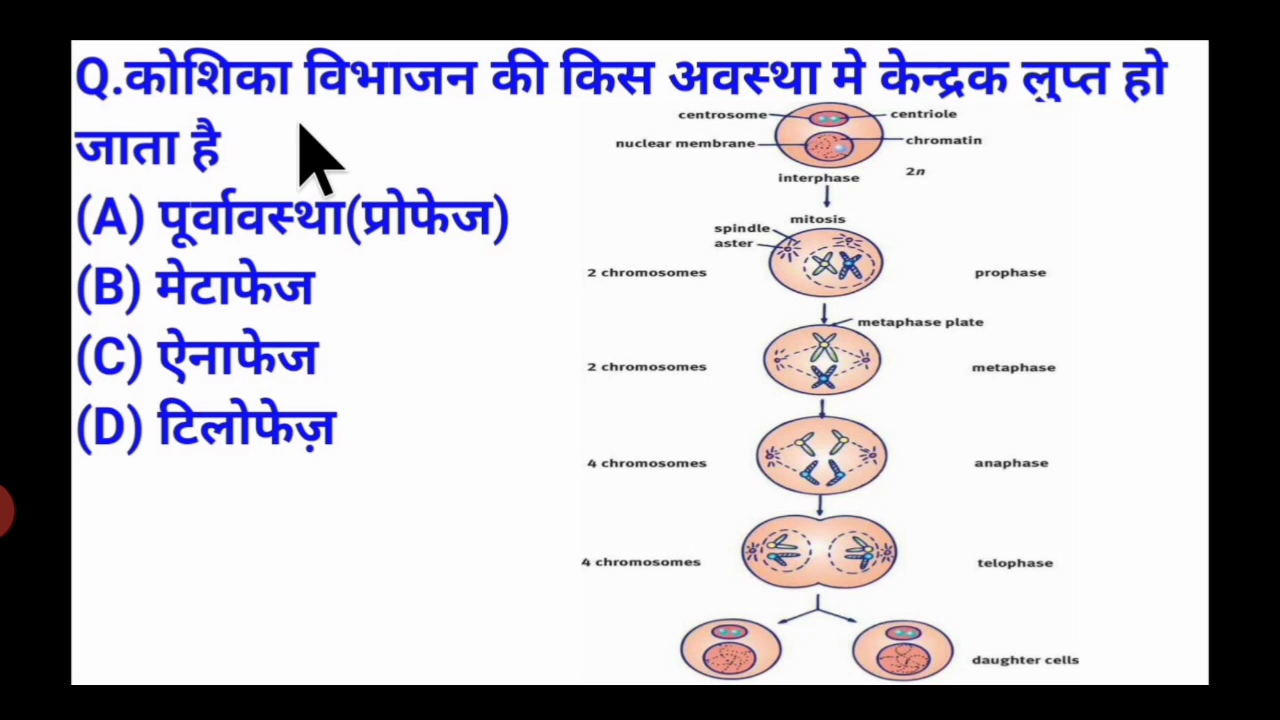 Q.कोशिका विभाजन की किस अवस्था मे केन्द्रक लुप्त हो
जाता है
(A) पूर्वावस्था(प्रोफेज)
(B) मेटाफेज
(C) ऐनाफेज
(D) टिलोफेज़
centrosome
centriole
nuclear membrane
chromatin
interphase
2n
mitosis
spindle
aster
2 chromosomes
prophase
metaphase plate
2 chromosomes
metaphase
4 chromosomes
anaphase
4 chromosomes
telophase
daughter cells